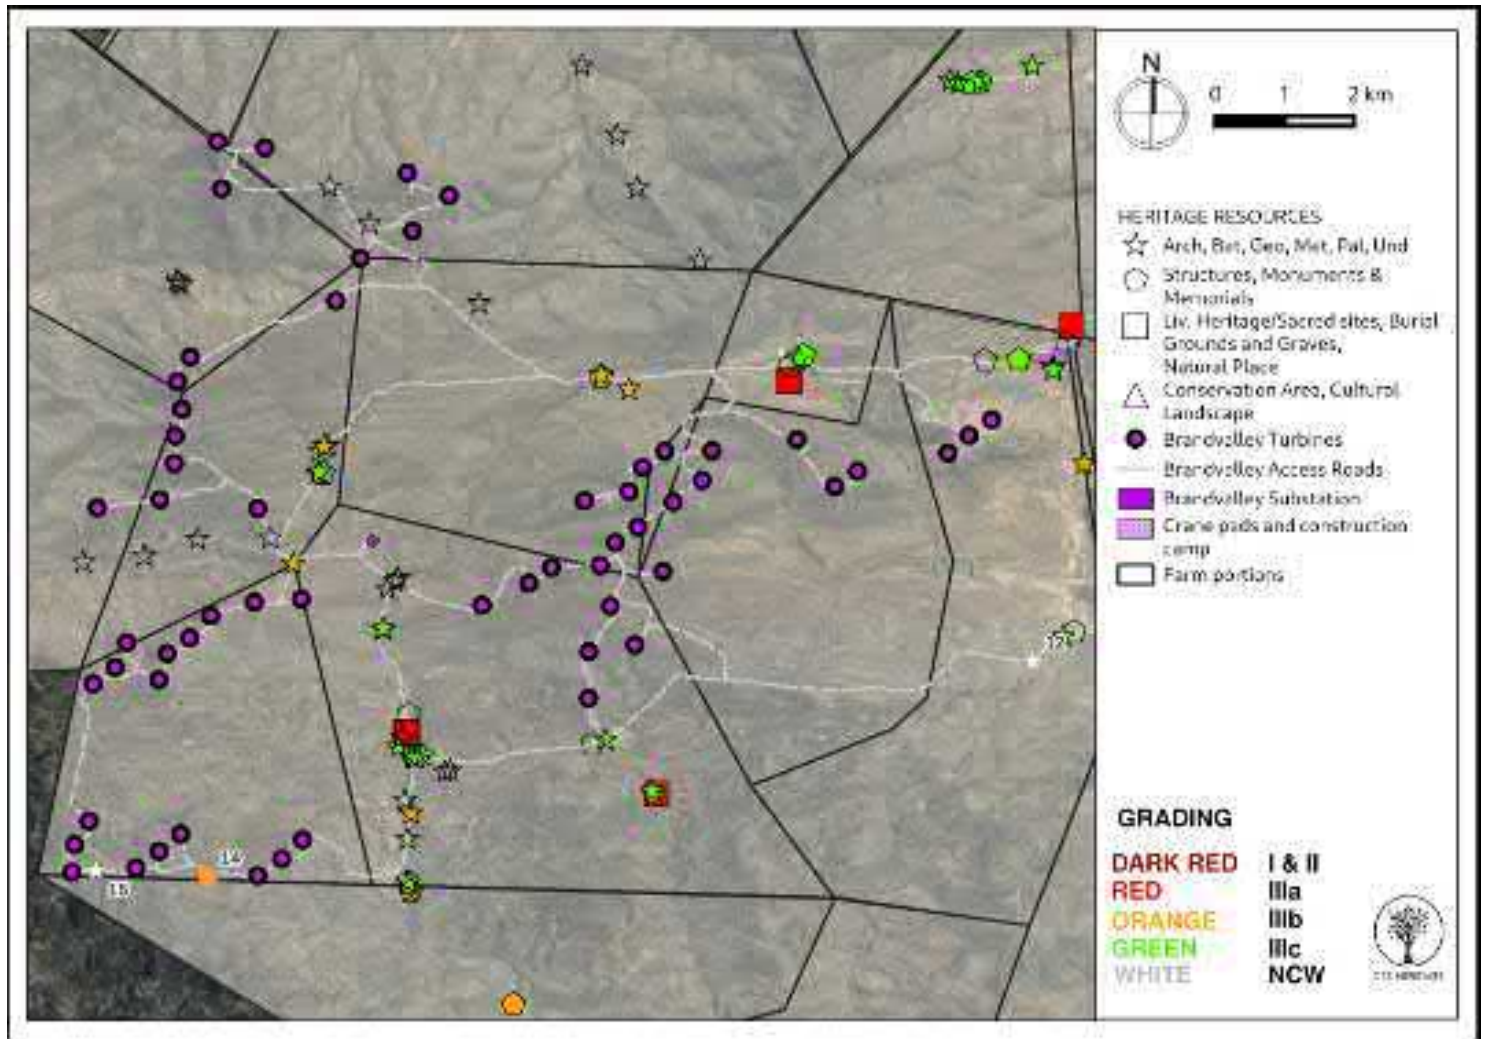 N
0 1 2 km
HERITAGE RESOURCES
Arch, Bat, Geo, Met, Pal, Und
Structures, Monuments &
Memorials
Liv. Heritage/Sacred sites, Burial
Grounds and Graves,
Natural Place
Conservation Area, Cultural
Landscape
Brandvalley Turbines
Brandvalley Access Roads
Brandvalley Substation
Crane pads and construction
camp
Farm portions
14
15
GRADING
DARK RED I & II
RED IIIa
ORANGE IIIb
GREEN IIIc
WHITE NCW